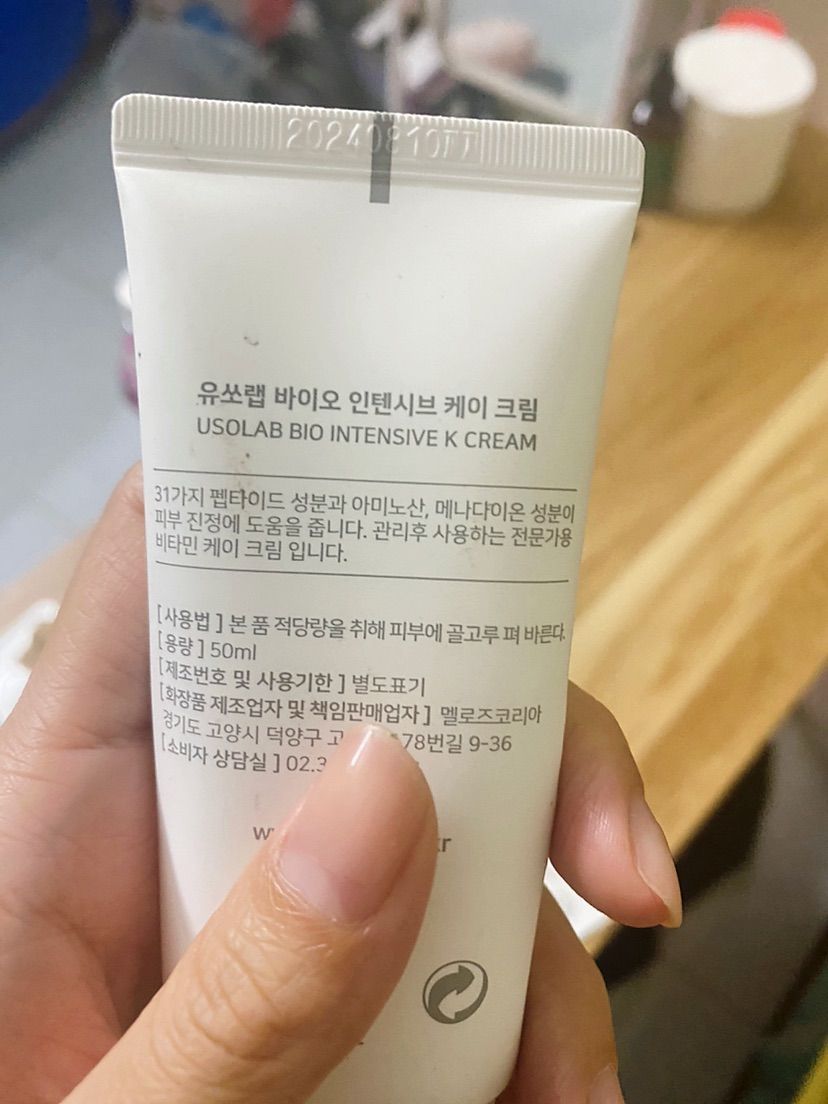 20240810
유쏘랩 바이오 인텐시브 케이 크림
USOLAB BIO INTENSIVE K CREAM
31가지 펩타이드 성분과 아미노산, 메나댜이온 성분이
피부 진정에 도움을 줍니다. 관리후 사용하는 전문가용
비타민 케이 크림 입니다.
[사용법] 본 품 적당량을 취해 피부에 골고루 펴 바른다.
[용량] 50ml
[제조번호 및 사용기한] 별도표기
[화장품 제조업자 및 책임판매업자] 멜로즈코리아
경기도 고양시 덕양구 78번길 9-36
[소비자 상담실] 02.3